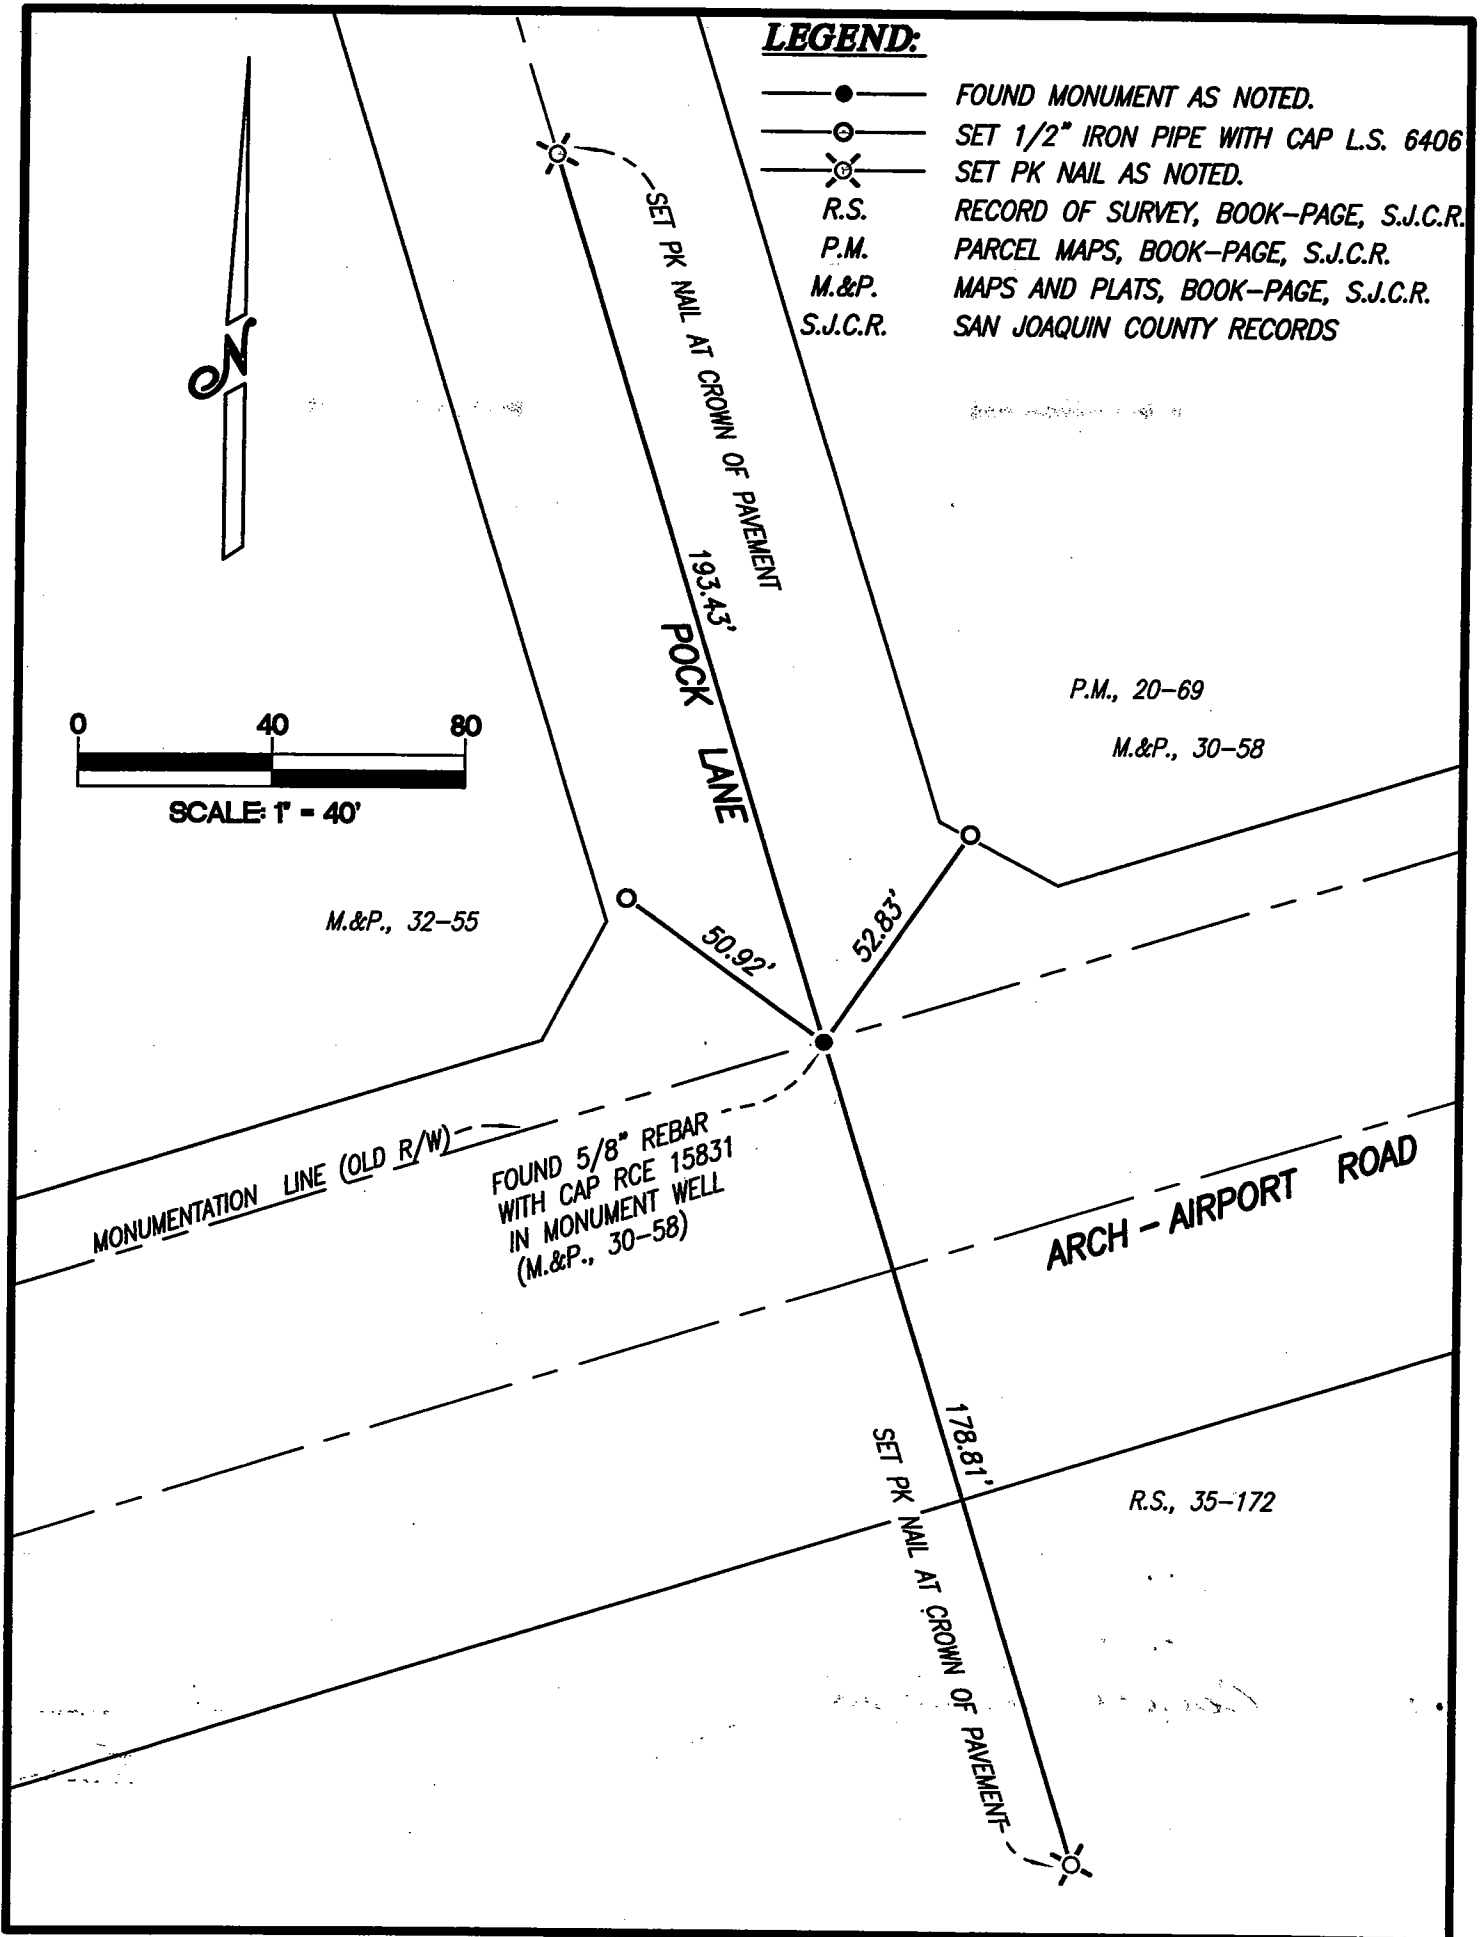 LEGEND:
FOUND MONUMENT AS NOTED.
SET 1/2" IRON PIPE WITH CAP L.S. 6406
SET PK NAIL AS NOTED.
R.S. RECORD OF SURVEY, BOOK-PAGE, S.J.C.R.
P.M. PARCEL MAPS, BOOK-PAGE, S.J.C.R.
M.&P. MAPS AND PLATS, BOOK-PAGE, S.J.C.R.
S.J.C.R. SAN JOAQUIN COUNTY RECORDS
N
SET PK NAIL AT CROWN OF PAVEMENT
193.43'
POCK LANE
P.M., 20-69
M.&P., 30-58
0 40 80
SCALE: 1" = 40'
M.&P., 32-55
50.92'
52.83'
MONUMENTATION LINE (OLD R/W)
FOUND 5/8" REBAR
WITH CAP RCE 15831
IN MONUMENT WELL
(M.&P., 30-58)
ARCH - AIRPORT ROAD
178.81'
SET PK NAIL AT CROWN OF PAVEMENT
R.S., 35-172